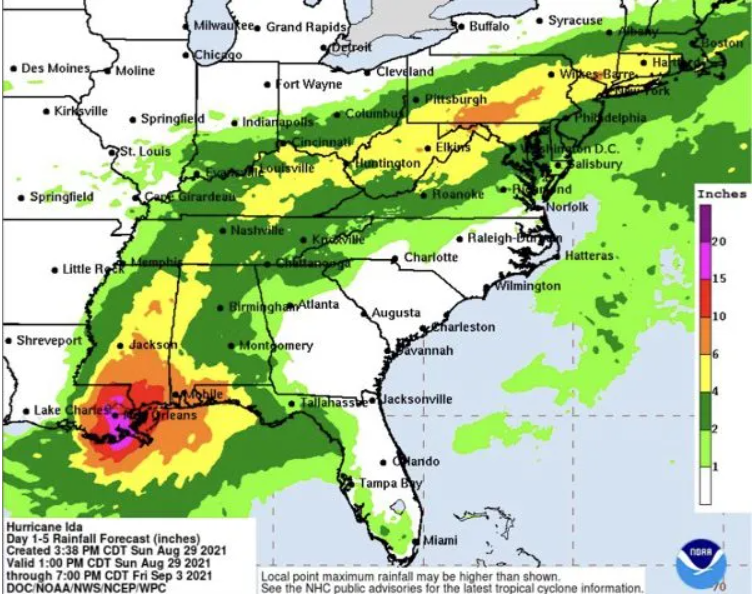 Milwaukee
Grand Rapids
Buffalo
Syracuse
Albany
Boston
Chicago
Detroit
Des Moines
Moline
Cleveland
Hartford
Fort Wayne
Wilkes Barre
New York
Kirksville
Pittsburgh
Springfield
Indianapolis
Columbus
Philadelphia
St. Louis
Cincinnati
Elkins
Washington D.C.
Evansville
Louisville
Huntington
Salisbury
Springfield
Cape Girardeau
Roanoke
Richmond
Norfolk
Inches
Nashville
Knoxville
Raleigh-Durham
20
Little Rock
Memphis
Chattanooga
Charlotte
Hatteras
15
Wilmington
Birmingham
Atlanta
Augusta
10
Charleston
Shreveport
Jackson
Montgomery
Savannah
6
4
Mobile
Lake Charles
New Orleans
Tallahassee
Jacksonville
2
Orlando
1
Tampa Bay
Miami
Hurricane Ida
Day 1-5 Rainfall Forecast (inches)
Created 3:38 PM CDT Sun Aug 29 2021
Valid 1:00 PM CDT Sun Aug 29 2021
through 7:00 PM CDT Fri Sep 3 2021
DOC/NOAA/NWS/NCEP/WPC
Local point maximum rainfall may be higher than shown.
See the NHC public advisories for the latest tropical cyclone information.
NOAA
70